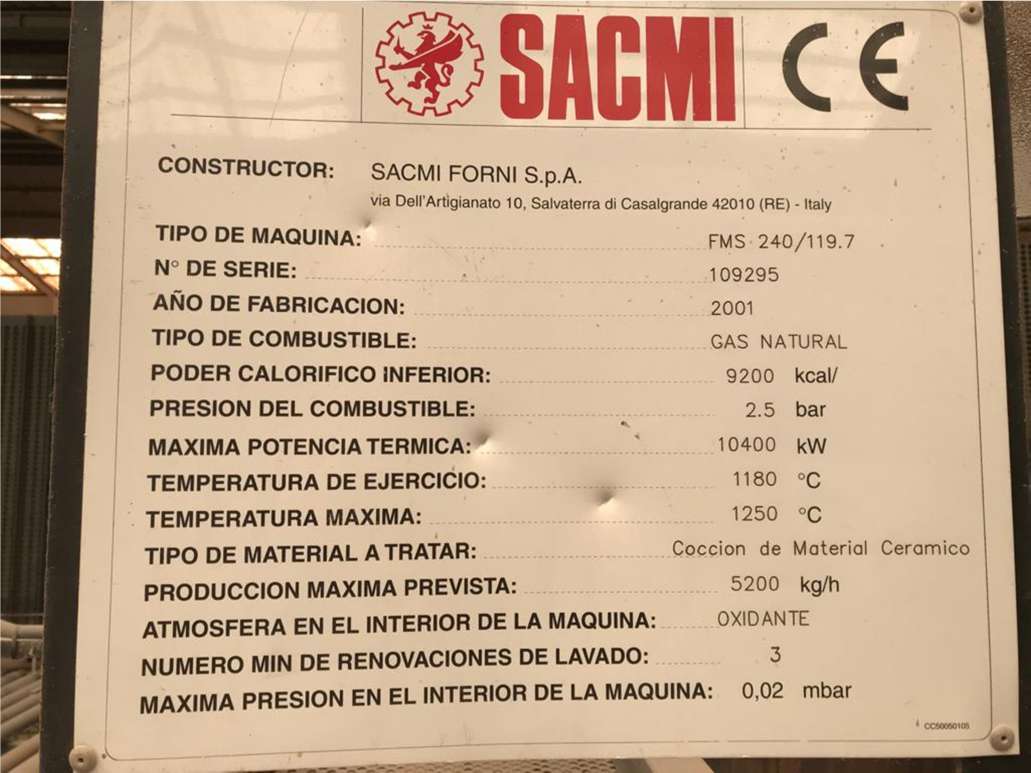 SACMI CE
CONSTRUCTOR: SACMI FORNI S.p.A.
via Dell'Artigianato 10, Salvaterra di Casalgrande 42010 (RE) - Italy
TIPO DE MAQUINA: FMS 240/119.7
N° DE SERIE: 109295
AÑO DE FABRICACION: 2001
TIPO DE COMBUSTIBLE: GAS NATURAL
PODER CALORIFICO INFERIOR: 9200 kcal/
PRESION DEL COMBUSTIBLE: 2.5 bar
MAXIMA POTENCIA TERMICA: 10400 kW
TEMPERATURA DE EJERCICIO: 1180 °C
TEMPERATURA MAXIMA: 1250 °C
TIPO DE MATERIAL A TRATAR: Coccion de Material Ceramico
PRODUCCION MAXIMA PREVISTA: 5200 kg/h
ATMOSFERA EN EL INTERIOR DE LA MAQUINA: OXIDANTE
NUMERO MIN DE RENOVACIONES DE LAVADO: 3
MAXIMA PRESION EN EL INTERIOR DE LA MAQUINA: 0,02 mbar
CC50050105